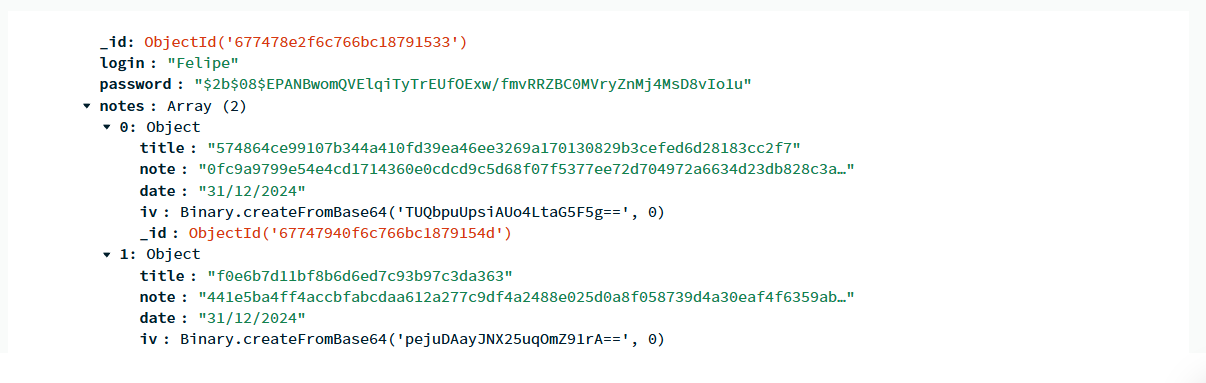 _id: ObjectId('677478e2f6c766bc18791533')
login : "Felipe"
password : "$2b$08$EPANBwomQVElqiTyTrEUfOExw/fmvRRZBC0MVryZnMj4MsD8vIo1u"
notes : Array (2)
0: Object
title : "574864ce99107b344a410fd39ea46ee3269a170130829b3cefed6d28183cc2f7"
note : "0fc9a9799e54e4cd1714360e0cdcd9c5d68f07f5377ee72d704972a6634d23db828c3a…"
date : "31/12/2024"
iv : Binary.createFromBase64('TUQbpuUpsiAUo4LtaG5F5g==', 0)
_id : ObjectId('67747940f6c766bc1879154d')
1: Object
title : "f0e6b7d11bf8b6d6ed7c93b97c3da363"
note : "441e5ba4ff4accbfabcdaa612a277c9df4a2488e025d0a8f058739d4a30eaf4f6359ab…"
date : "31/12/2024"
iv : Binary.createFromBase64('pejuDAayJNX25uqOmZ91rA==', 0)